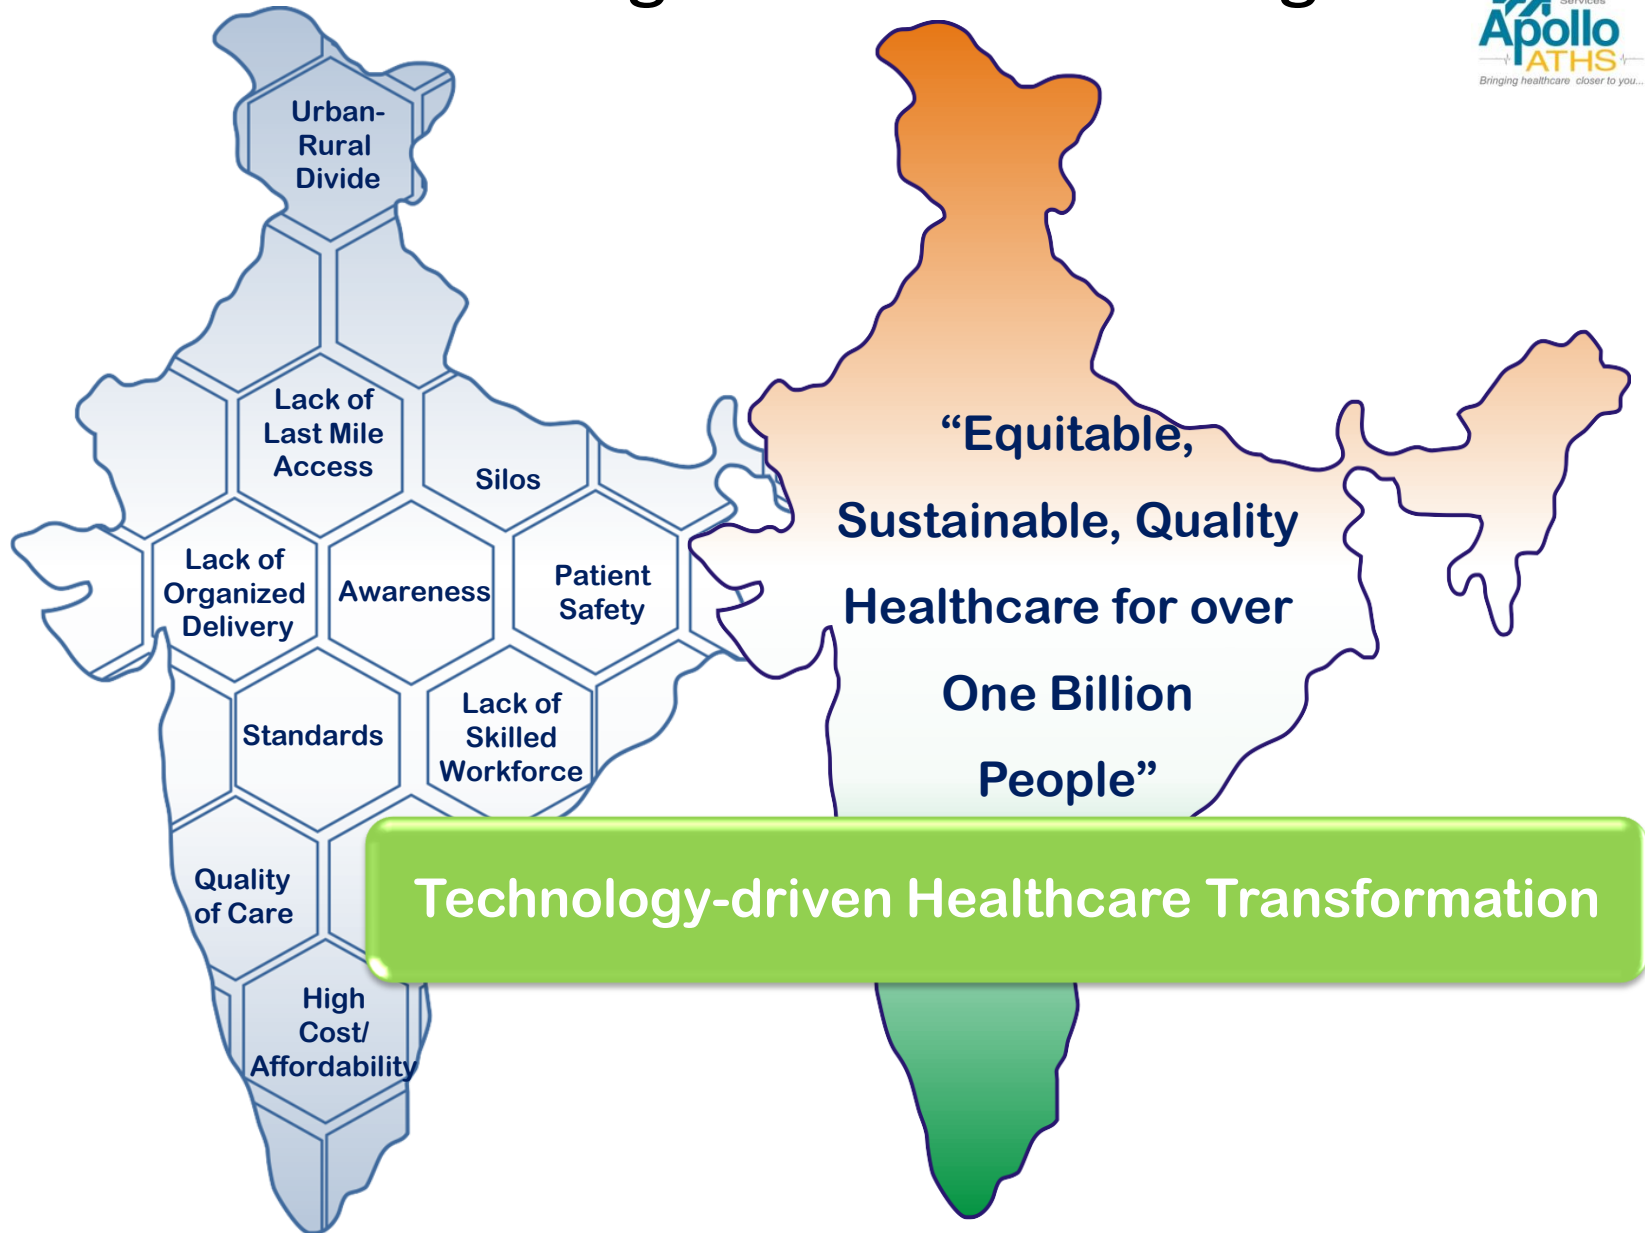 Services
Apollo
ATHS
Bringing healthcare closer to you...
Urban-
Rural
Divide
Lack of
Last Mile
Access
Silos
Lack of
Organized
Delivery
Awareness
Patient
Safety
Standards
Lack of
Skilled
Workforce
Quality
of Care
High
Cost/
Affordability
“Equitable,
Sustainable, Quality
Healthcare for over
One Billion
People”
Technology-driven Healthcare Transformation